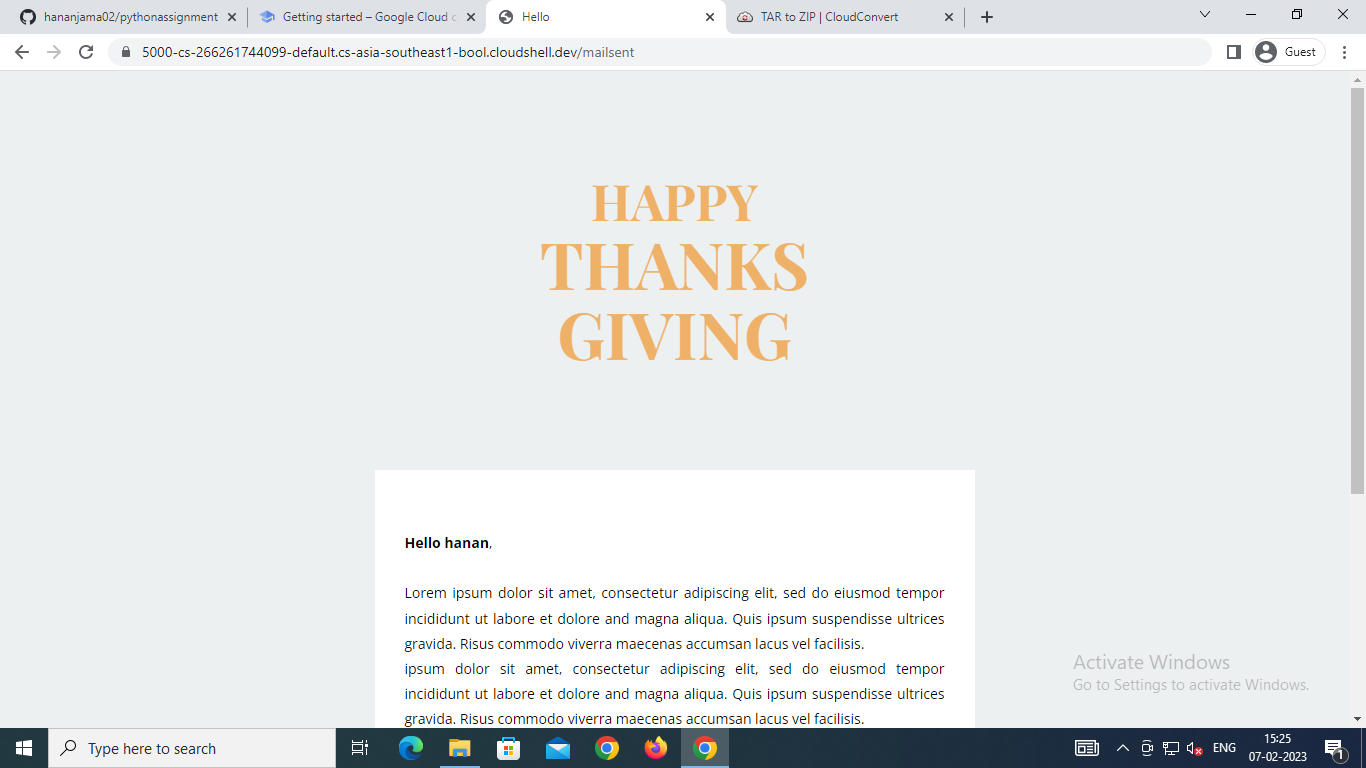 hananjama02/pythonassignment
Getting started – Google Cloud c
Hello
TAR to ZIP | CloudConvert
5000-cs-266261744099-default.cs-asia-southeast1-bool.cloudshell.dev/mailsent
Guest
HAPPY
THANKS
GIVING
Hello hanan,
Lorem ipsum dolor sit amet, consectetur adipiscing elit, sed do eiusmod tempor
incididunt ut labore et dolore and magna aliqua. Quis ipsum suspendisse ultrices
gravida. Risus commodo viverra maecenas accumsan lacus vel facilisis.
ipsum dolor sit amet, consectetur adipiscing elit, sed do eiusmod tempor
incididunt ut labore et dolore and magna aliqua. Quis ipsum suspendisse ultrices
gravida. Risus commodo viverra maecenas accumsan lacus vel facilisis.
Activate Windows
Go to Settings to activate Windows.
Type here to search
ENG
15:25
07-02-2023
1